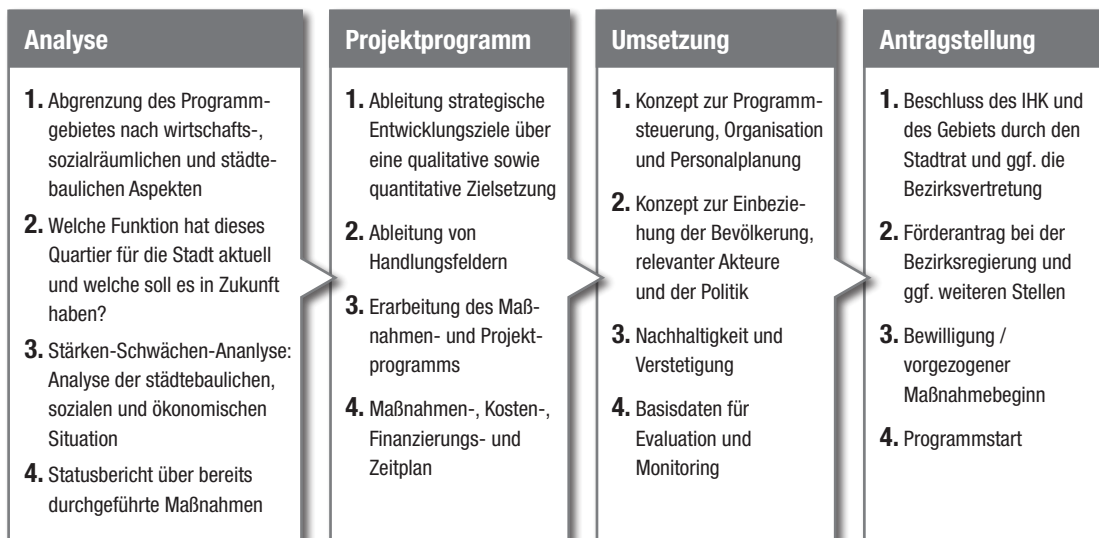 Analyse
1. Abgrenzung des Programm-
gebietes nach wirtschafts-,
sozialräumlichen und städte-
baulichen Aspekten
2. Welche Funktion hat dieses
Quartier für die Stadt aktuell
und welche soll es in Zukunft
haben?
3. Stärken-Schwächen-Ananlyse:
Analyse der städtebaulichen,
sozialen und ökonomischen
Situation
4. Statusbericht über bereits
durchgeführte Maßnahmen
Projektprogramm
1. Ableitung strategische
Entwicklungsziele über
eine qualitative sowie
quantitative Zielsetzung
2. Ableitung von
Handlungsfeldern
3. Erarbeitung des Maß-
nahmen- und Projekt-
programms
4. Maßnahmen-, Kosten-,
Finanzierungs- und
Zeitplan
Umsetzung
1. Konzept zur Programm-
steuerung, Organisation
und Personalplanung
2. Konzept zur Einbezie-
hung der Bevölkerung,
relevanter Akteure
und der Politik
3. Nachhaltigkeit und
Verstetigung
4. Basisdaten für
Evaluation und
Monitoring
Antragstellung
1. Beschluss des IHK und
des Gebiets durch den
Stadtrat und ggf. die
Bezirksvertretung
2. Förderantrag bei der
Bezirksregierung und
ggf. weiteren Stellen
3. Bewilligung /
vorgezogener
Maßnahmebeginn
4. Programmstart